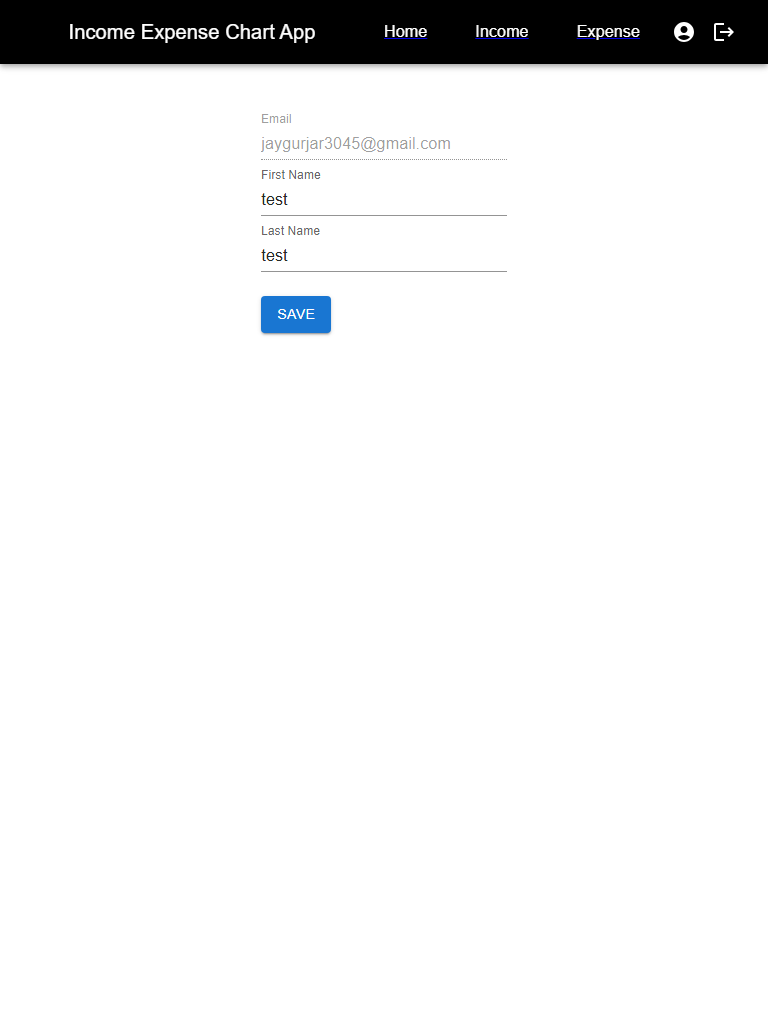 Income Expense Chart App Home Income Expense
Email
jaygurjar3045@gmail.com
First Name
test
Last Name
test
SAVE